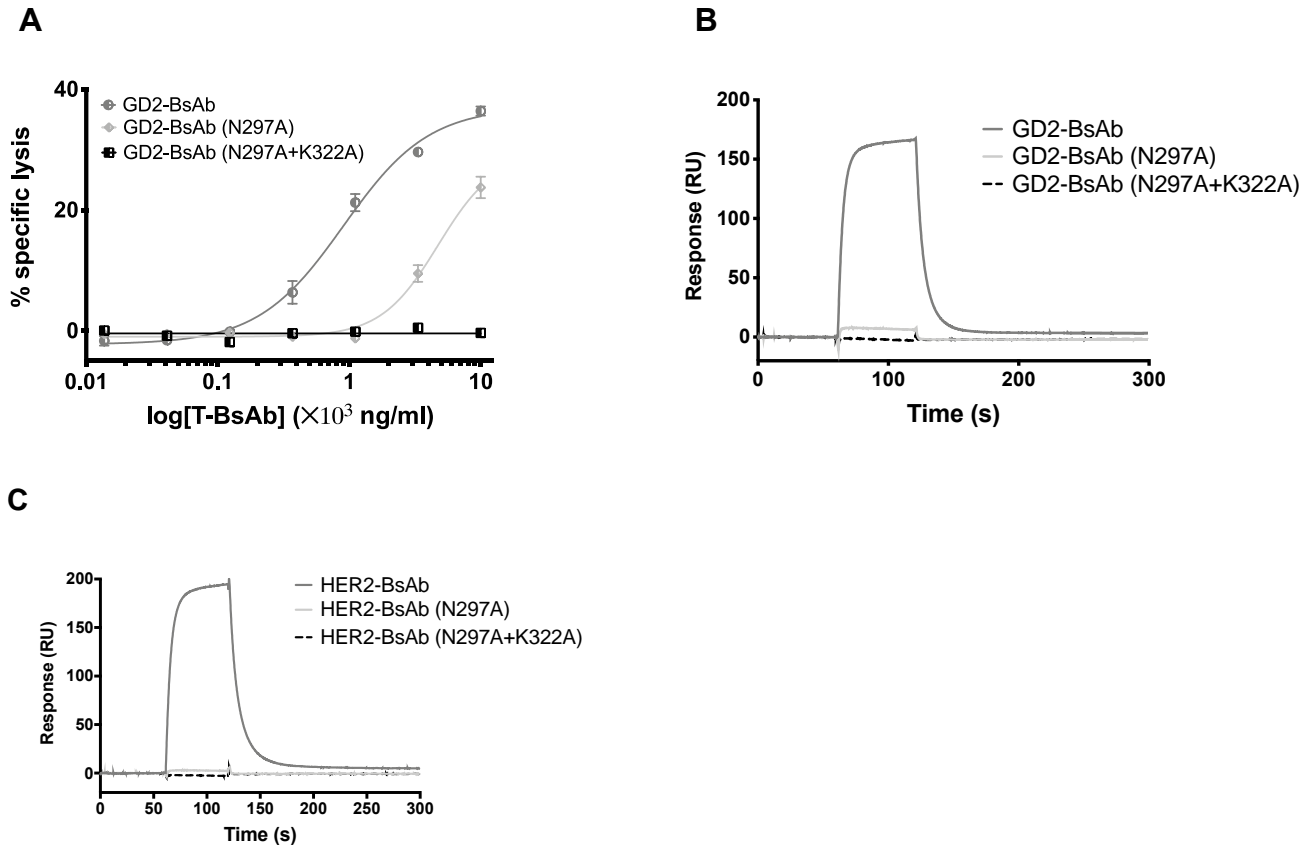 A
% specific lysis
40
20
0
GD2-BsAb
GD2-BsAb (N297A)
GD2-BsAb (N297A+K322A)
0.01 0.1 1 10
log[T-BsAb] (×10³ ng/ml)
B
Response (RU)
200
150
100
50
0
GD2-BsAb
GD2-BsAb (N297A)
GD2-BsAb (N297A+K322A)
0 100 200 300
Time (s)
C
Response (RU)
200
150
100
50
0
HER2-BsAb
HER2-BsAb (N297A)
HER2-BsAb (N297A+K322A)
0 50 100 150 200 250 300
Time (s)